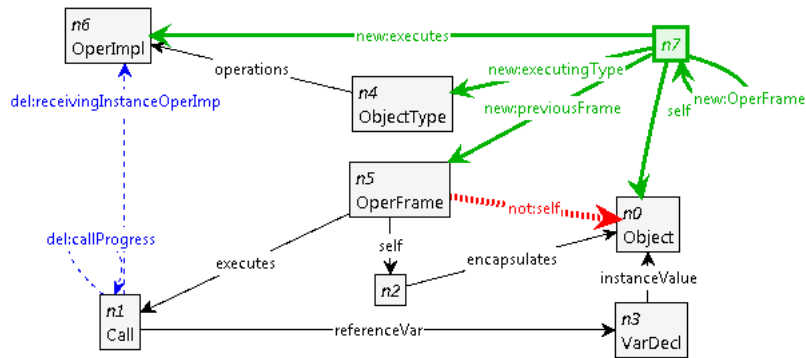 n6
OperImpl
new:executes
n7
operations
new:executingType
del:receivingInstanceOperImp
n4
ObjectType
new:previousFrame
self
new:OperFrame
n5
OperFrame
not:self
n0
Object
del:callProgress
executes
self
encapsulates
n2
instanceValue
n1
Call
referenceVar
n3
VarDecl